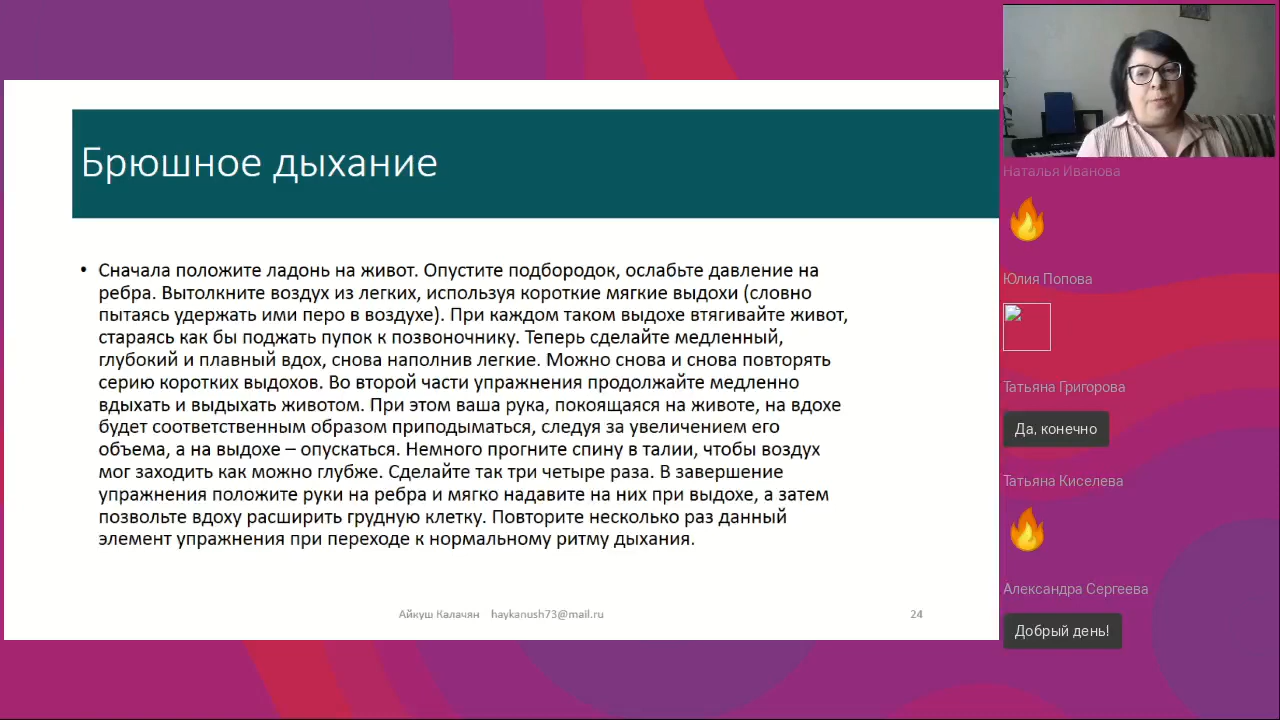 Брюшное дыхание
• Сначала положите ладонь на живот. Опустите подбородок, ослабьте давление на
ребра. Вытолкните воздух из легких, используя короткие мягкие выдохи (словно
пытаясь удержать ими перо в воздухе). При каждом таком выдохе втягивайте живот,
стараясь как бы поджать пупок к позвоночнику. Теперь сделайте медленный,
глубокий и плавный вдох, снова наполнив легкие. Можно снова и снова повторять
серию коротких выдохов. Во второй части упражнения продолжайте медленно
вдыхать и выдыхать животом. При этом ваша рука, покоящаяся на животе, на вдохе
будет соответственным образом приподыматься, следуя за увеличением его
объема, а на выдохе – опускаться. Немного прогните спину в талии, чтобы воздух
мог заходить как можно глубже. Сделайте так три четыре раза. В завершение
упражнения положите руки на ребра и мягко надавите на них при выдохе, а затем
позвольте вдоху расширить грудную клетку. Повторите несколько раз данный
элемент упражнения при переходе к нормальному ритму дыхания.
Айкуш Калачян haykanush73@mail.ru
24
Наталья Иванова
Юлия Попова
Татьяна Григорова
Да, конечно
Татьяна Киселева
Александра Сергеева
Добрый день!